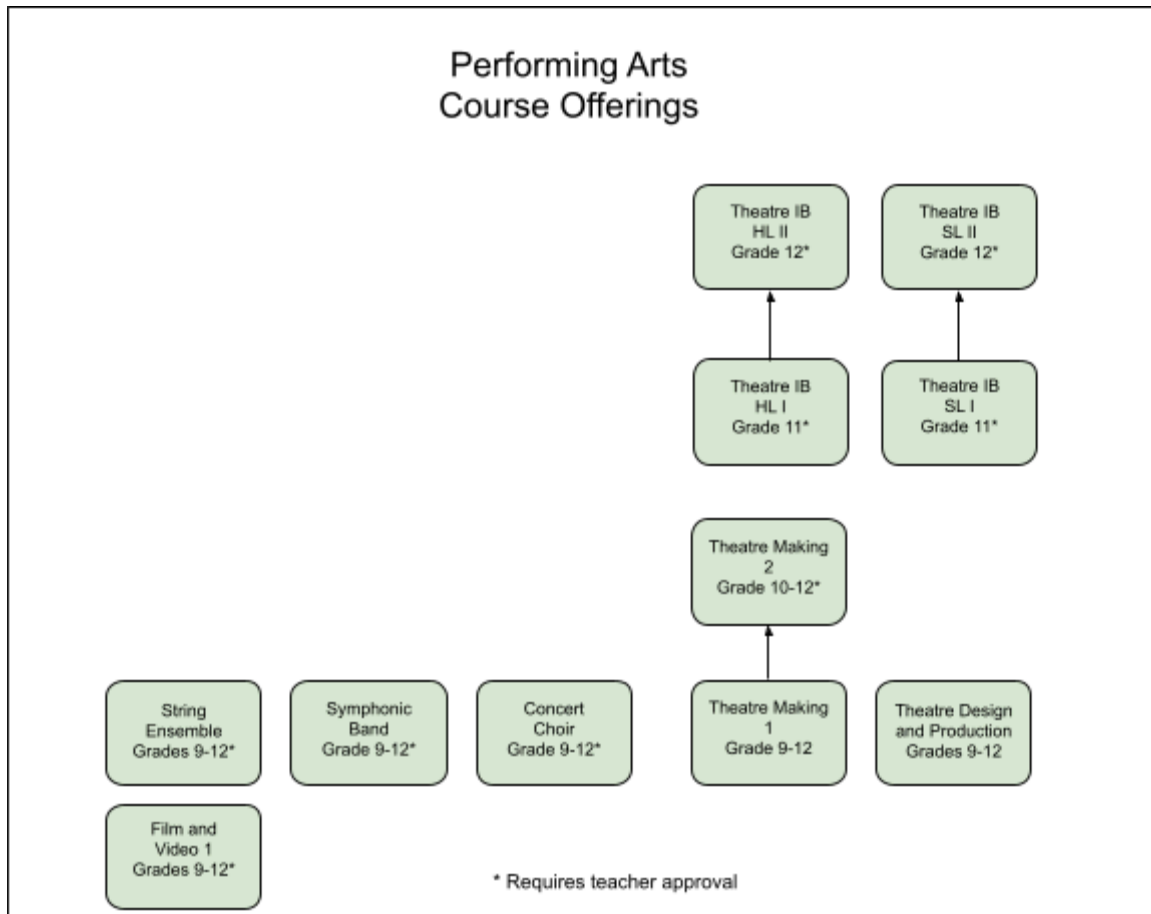 Performing Arts
Course Offerings
Theatre IB
HL II
Grade 12*
Theatre IB
SL II
Grade 12*
Theatre IB
HL I
Grade 11*
Theatre IB
SL I
Grade 11*
Theatre Making
2
Grade 10-12*
String
Ensemble
Grades 9-12*
Symphonic
Band
Grade 9-12*
Concert
Choir
Grade 9-12*
Theatre Making
1
Grade 9-12
Theatre Design
and Production
Grades 9-12
Film and
Video 1
Grades 9-12*
* Requires teacher approval